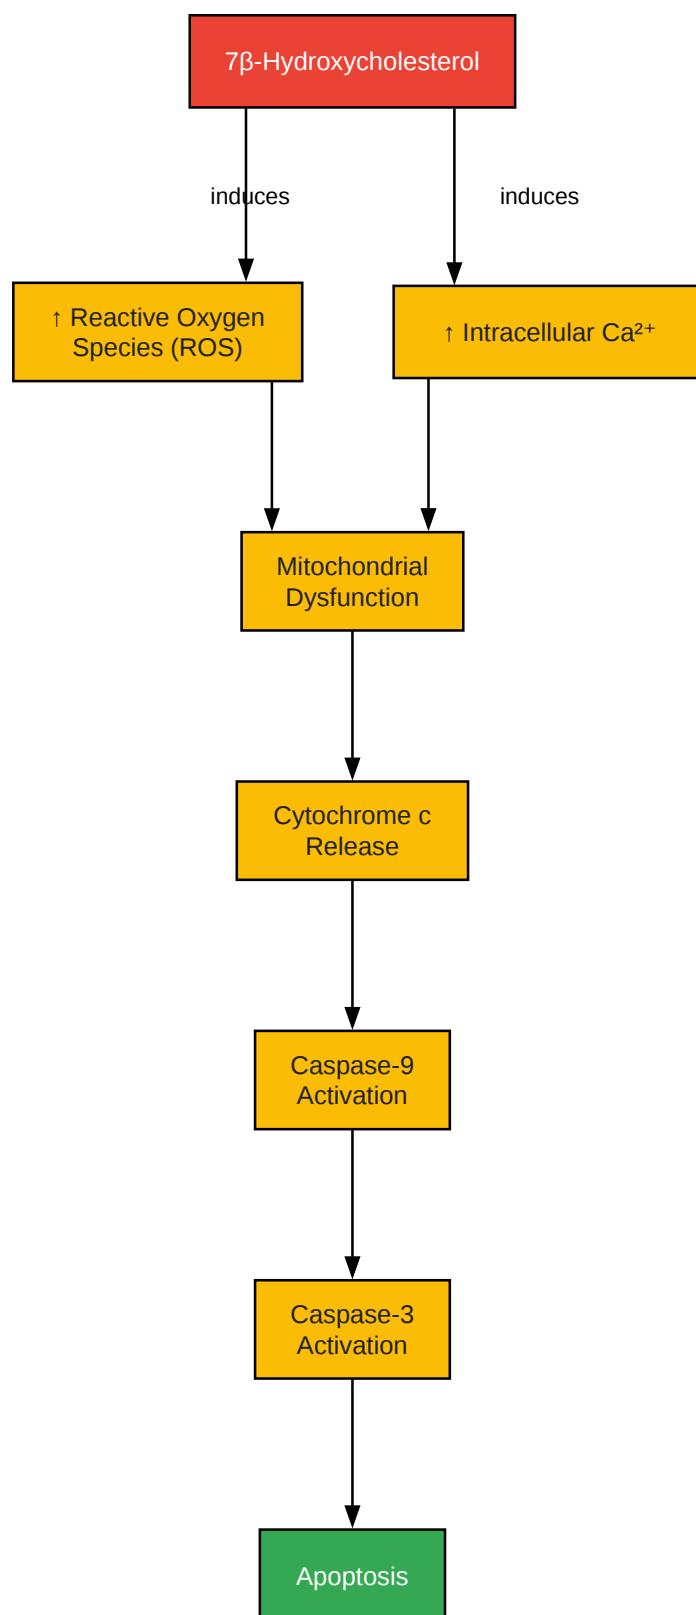 7β-Hydroxycholesterol
induces
induces
↑ Reactive Oxygen
Species (ROS)
↑ Intracellular Ca²⁺
Mitochondrial
Dysfunction
Cytochrome c
Release
Caspase-9
Activation
Caspase-3
Activation
Apoptosis